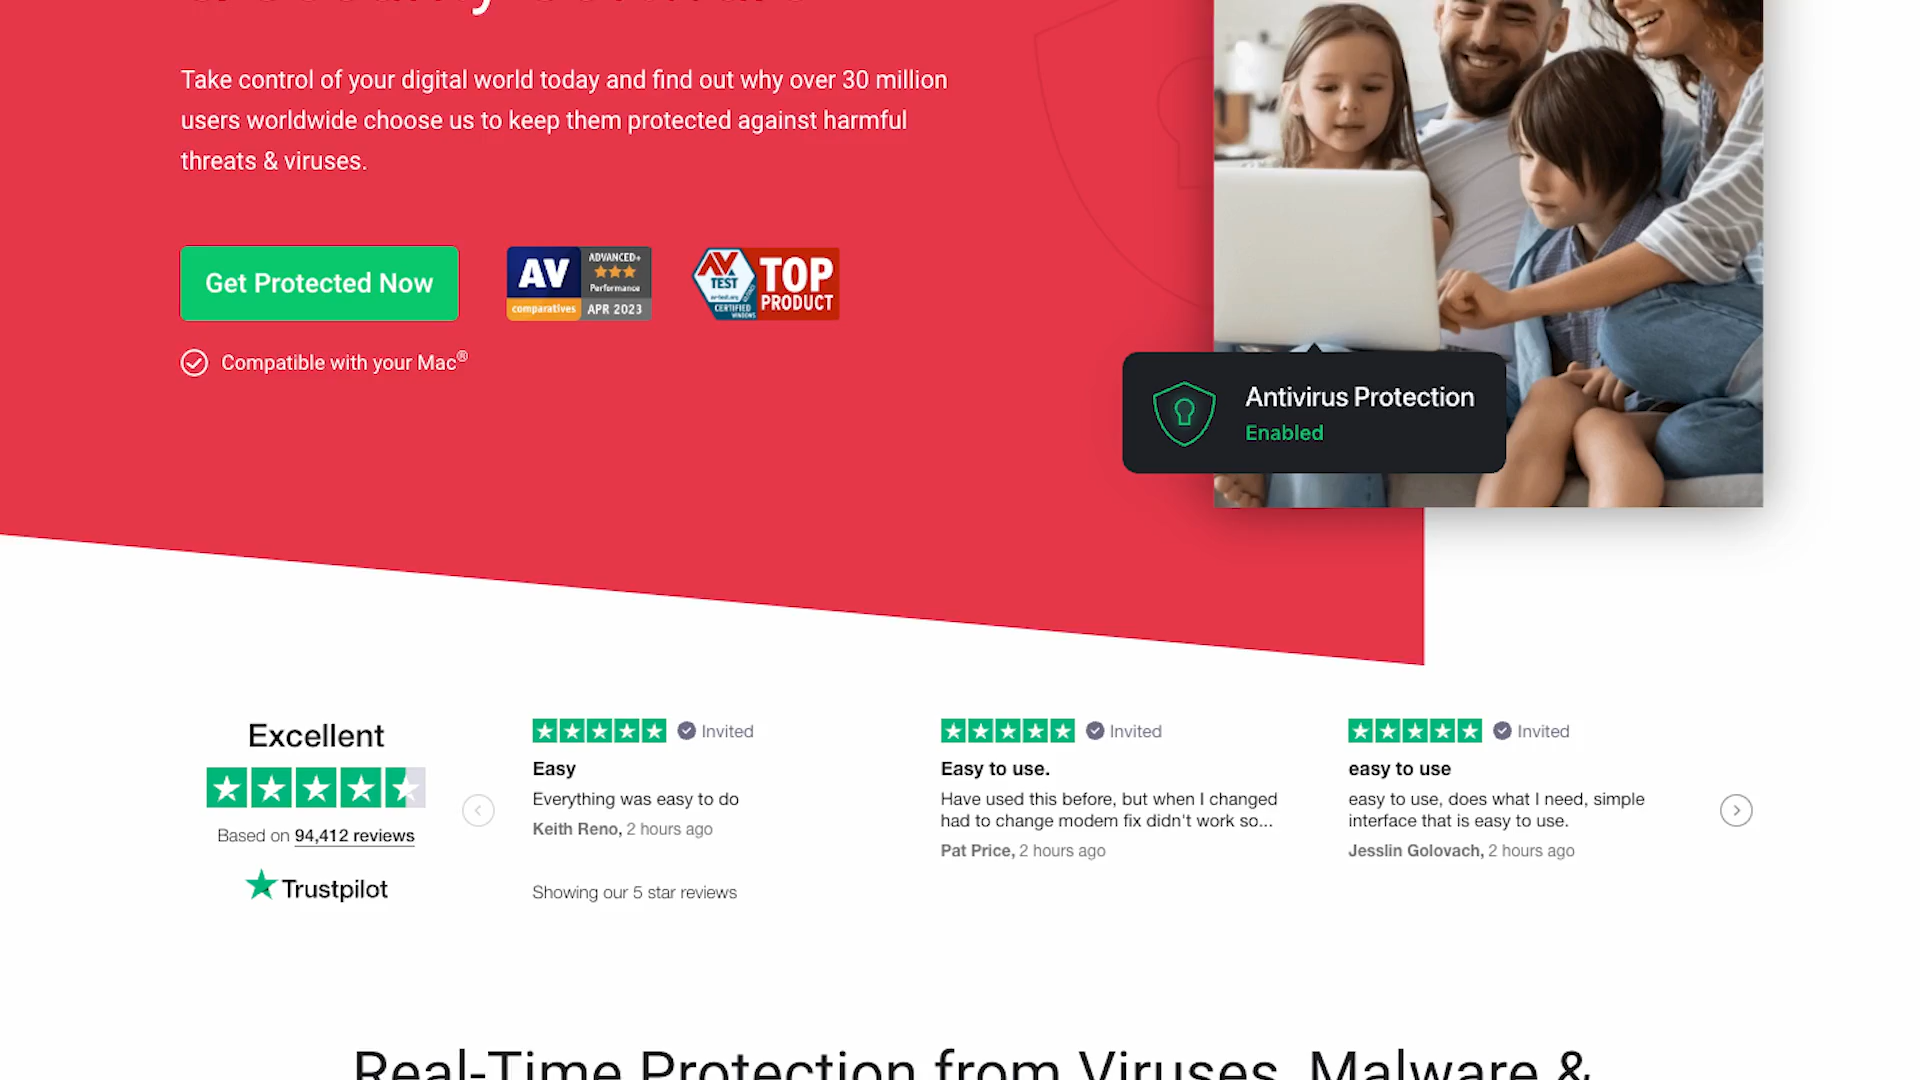 Take control of your digital world today and find out why over 30 million
users worldwide choose us to keep them protected against harmful
threats & viruses.
Get Protected Now
AV
comparatives
ADVANCED+
Performance
APR 2023
AV
TEST
av-test.org
CERTIFIED
WINDOWS
TOP
PRODUCT
Compatible with your Mac®
Antivirus Protection
Enabled
Excellent
Based on 94,412 reviews
Trustpilot
Invited
Easy
Everything was easy to do
Keith Reno, 2 hours ago
Showing our 5 star reviews
Invited
Easy to use.
Have used this before, but when I changed
had to change modem fix didn't work so...
Pat Price, 2 hours ago
Invited
easy to use
easy to use, does what I need, simple
interface that is easy to use.
Jesslin Golovach, 2 hours ago
Real-Time Protection from Viruses, Malware &